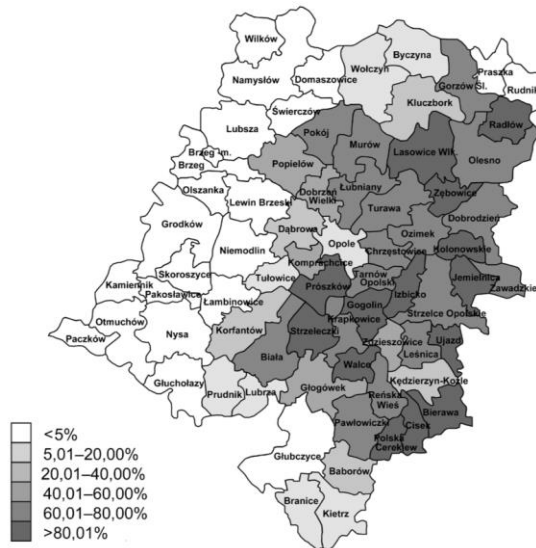 Wilków
Byczyna
Wołczyn
Praszka
Namysłów
Domaszowice
Gorzów Śl.
Rudnik
Kluczbork
Świerczów
Radłów
Lubsza
Pokój
Murów
Lasowice Wlk
Olesno
Brzeg -m.
Brzeg
Popielów
Olszanka
Dobrzeń
Wielki
Łubniany
Zębowice
Lewin Brzeski
Turawa
Dobrodzień
Grodków
Dąbrowa
Opole
Ozimek
Niemodlin
Chrząstowice
Kolonowskie
Komprachcice
Skoroszyce
Tułowice
Tarnów
Opolski
Jemielnica
Kamiennik
Prószków
Zawadzkie
Pakosławice
Łambinowice
Gogolin
Izbicko
Otmuchów
Krapkowice
Strzelce Opolskie
Paczków
Nysa
Korfantów
Strzeleczki
Zdzieszowice
Ujazd
Biała
Leśnica
Walce
Kędzierzyn-Koźle
Głuchołazy
Prudnik
Lubrza
Głogówek
Reńska
Wieś
Bierawa
Pawłowiczki
Cisek
Polska
Cerekiew
Głubczyce
Baborów
Branice
Kietrz
<5%
5,01–20,00%
20,01–40,00%
40,01–60,00%
60,01–80,00%
>80,01%